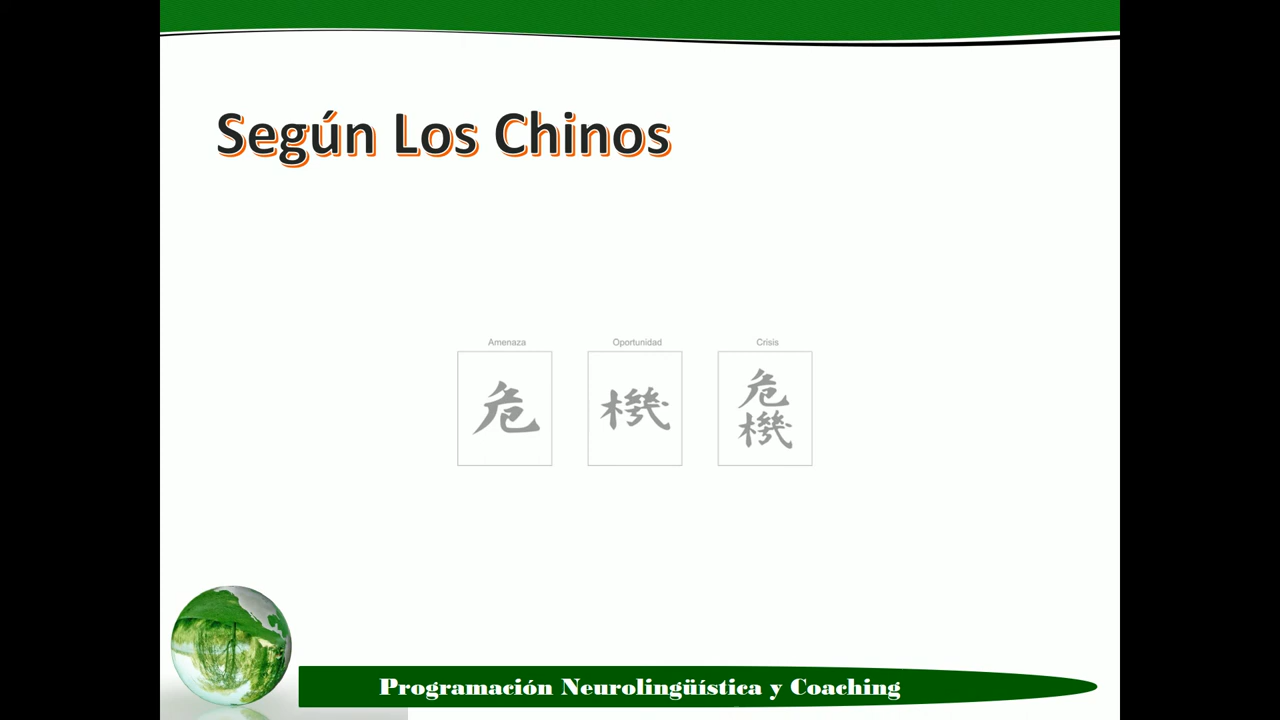 Según Los Chinos
Amenaza
危
Oportunidad
機
Crisis
危
機
Programación Neurolingüística y Coaching